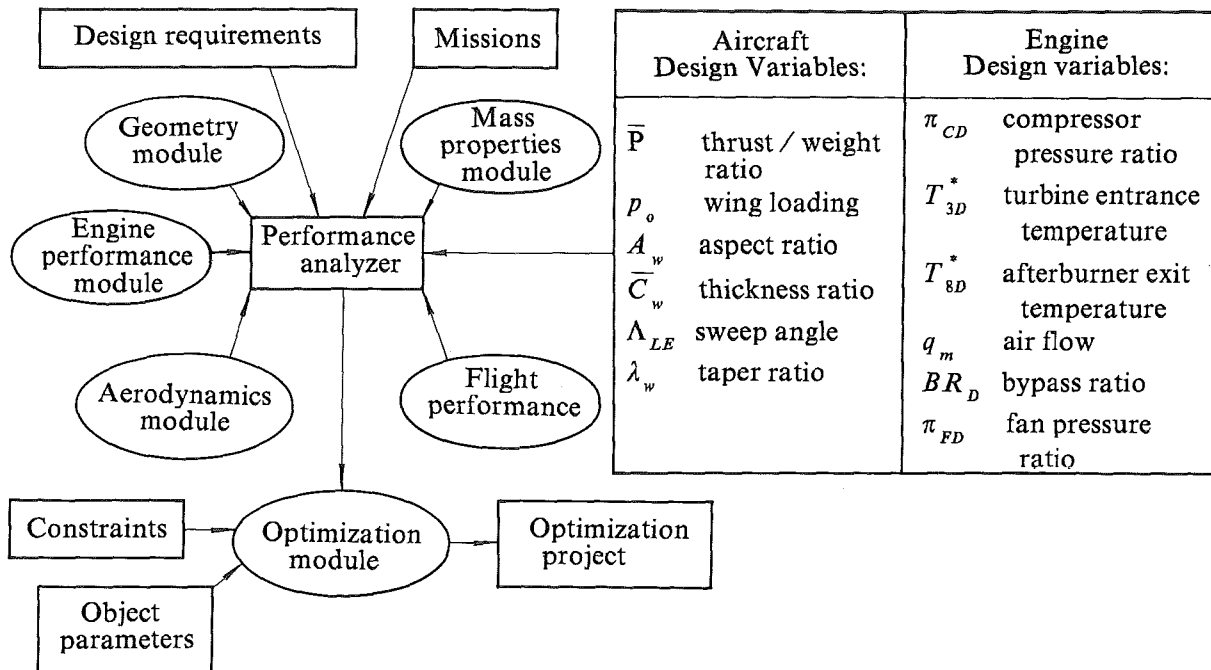 Design requirements
Missions
Geometry
module
Mass
properties
module
Engine
performance
module
Performance
analyzer
Aerodynamics
module
Flight
performance
Constraints
Optimization
module
Optimization
project
Object
parameters
Aircraft
Design Variables:
P̅ thrust / weight
ratio
p_o wing loading
A_w aspect ratio
C̅_w thickness ratio
Λ_LE sweep angle
λ_w taper ratio
Engine
Design variables:
π_CD compressor
pressure ratio
T*_3D turbine entrance
temperature
T*_8D afterburner exit
temperature
q_m air flow
BR_D bypass ratio
π_FD fan pressure
ratio